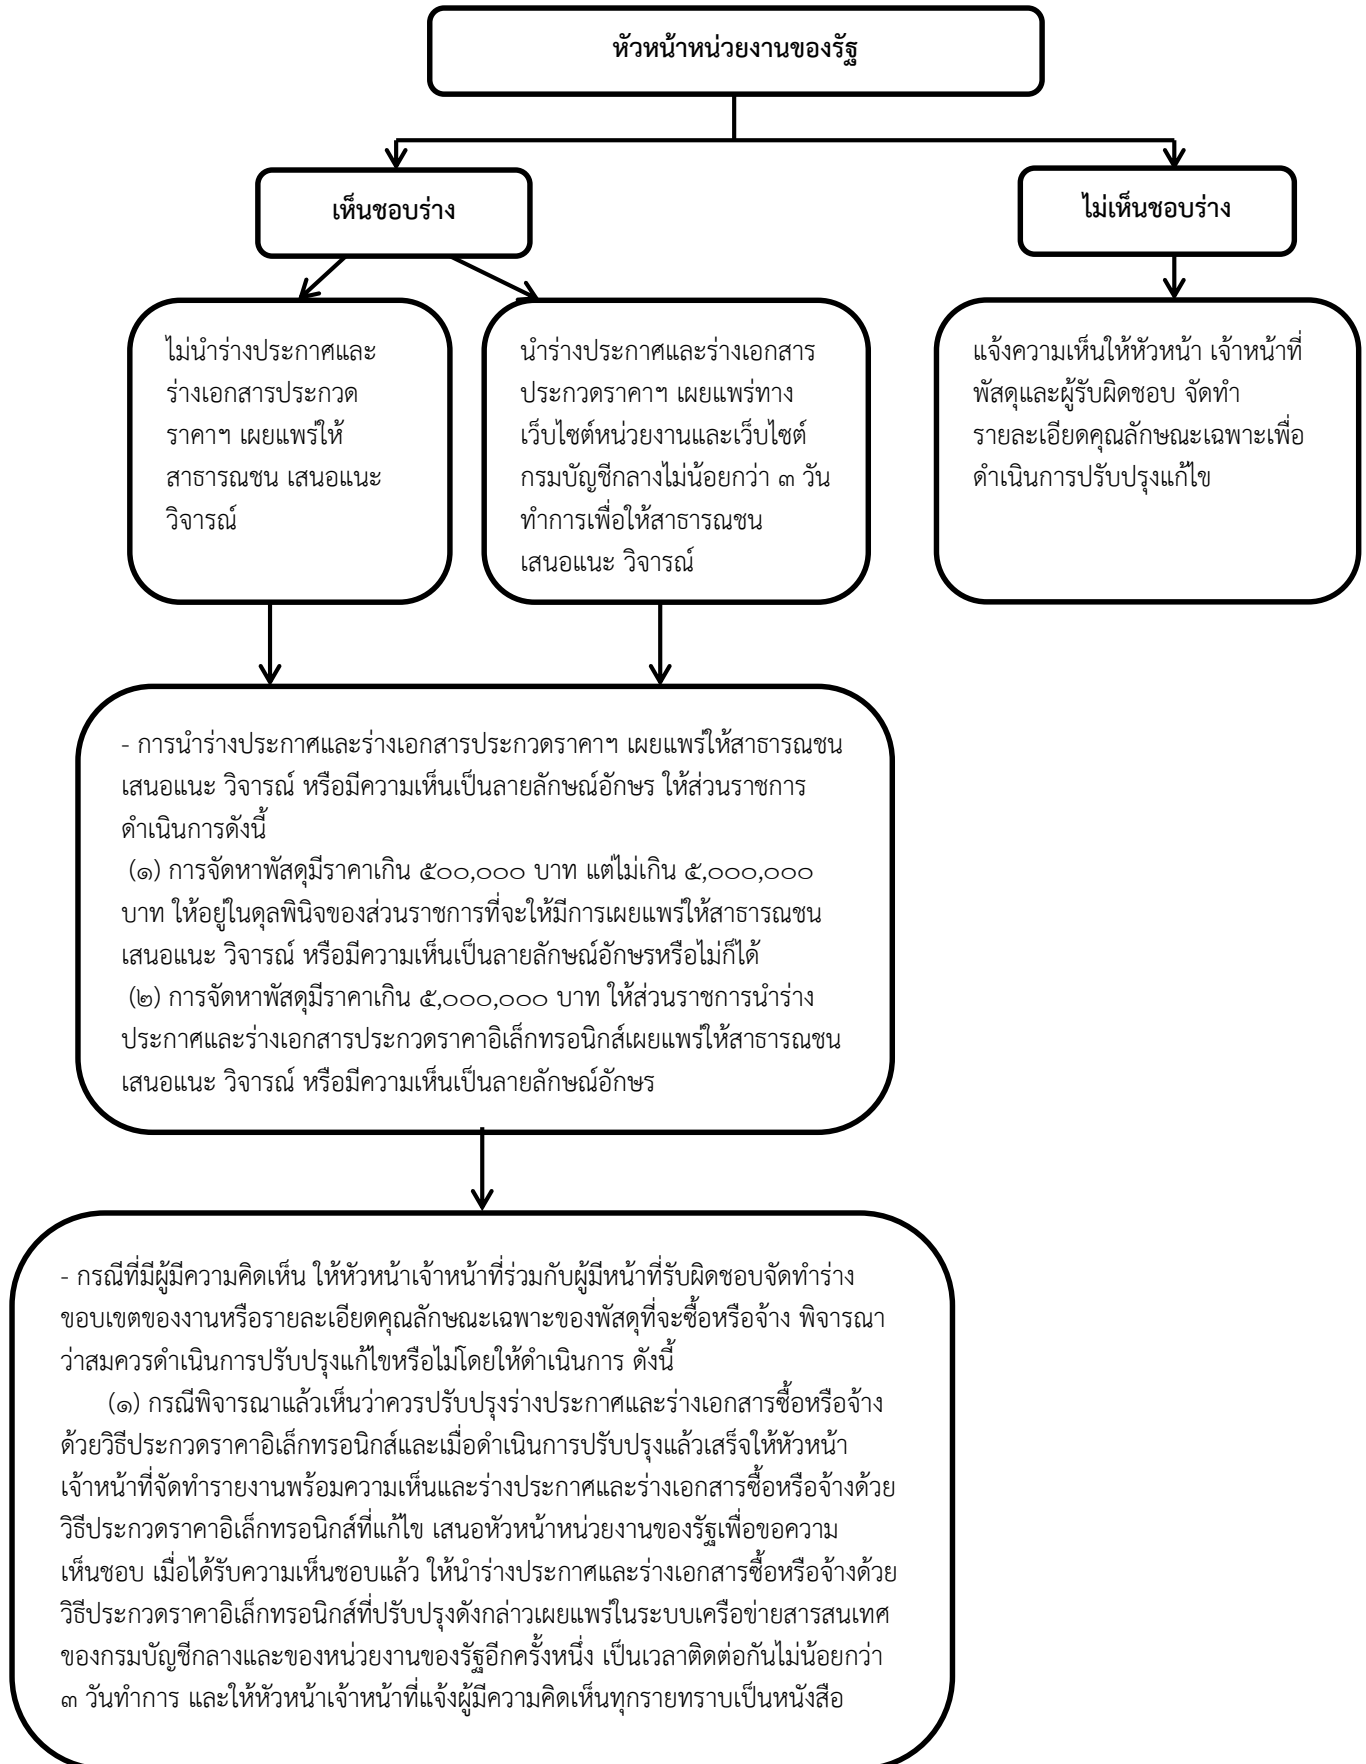 หัวหน้าหน่วยงานของรัฐ
เห็นชอบร่าง
ไม่เห็นชอบร่าง
ไม่นำร่างประกาศและ
ร่างเอกสารประกวด
ราคาฯ เผยแพร่ให้
สาธารณชน เสนอแนะ
วิจารณ์
นำร่างประกาศและร่างเอกสาร
ประกวดราคาฯ เผยแพร่ทาง
เว็บไซต์หน่วยงานและเว็บไซต์
กรมบัญชีกลางไม่น้อยกว่า ๓ วัน
ทำการเพื่อให้สาธารณชน
เสนอแนะ วิจารณ์
แจ้งความเห็นให้หัวหน้า เจ้าหน้าที่
พัสดุและผู้รับผิดชอบ จัดทำ
รายละเอียดคุณลักษณะเฉพาะเพื่อ
ดำเนินการปรับปรุงแก้ไข
- การนำร่างประกาศและร่างเอกสารประกวดราคาฯ เผยแพร่ให้สาธารณชน
เสนอแนะ วิจารณ์ หรือมีความเห็นเป็นลายลักษณ์อักษร ให้ส่วนราชการ
ดำเนินการดังนี้
(๑) การจัดหาพัสดุมีราคาเกิน ๕๐๐,๐๐๐ บาท แต่ไม่เกิน ๕,๐๐๐,๐๐๐
บาท ให้อยู่ในดุลพินิจของส่วนราชการที่จะให้มีการเผยแพร่ให้สาธารณชน
เสนอแนะ วิจารณ์ หรือมีความเห็นเป็นลายลักษณ์อักษรหรือไม่ก็ได้
(๒) การจัดหาพัสดุมีราคาเกิน ๕,๐๐๐,๐๐๐ บาท ให้ส่วนราชการนำร่าง
ประกาศและร่างเอกสารประกวดราคาอิเล็กทรอนิกส์เผยแพร่ให้สาธารณชน
เสนอแนะ วิจารณ์ หรือมีความเห็นเป็นลายลักษณ์อักษร
- กรณีที่มีผู้มีความคิดเห็น ให้หัวหน้าเจ้าหน้าที่ร่วมกับผู้มีหน้าที่รับผิดชอบจัดทำร่าง
ขอบเขตของงานหรือรายละเอียดคุณลักษณะเฉพาะของพัสดุที่จะซื้อหรือจ้าง พิจารณา
ว่าสมควรดำเนินการปรับปรุงแก้ไขหรือไม่โดยให้ดำเนินการ ดังนี้
(๑) กรณีพิจารณาแล้วเห็นว่าควรปรับปรุงร่างประกาศและร่างเอกสารซื้อหรือจ้าง
ด้วยวิธีประกวดราคาอิเล็กทรอนิกส์และเมื่อดำเนินการปรับปรุงแล้วเสร็จให้หัวหน้า
เจ้าหน้าที่จัดทำรายงานพร้อมความเห็นและร่างประกาศและร่างเอกสารซื้อหรือจ้างด้วย
วิธีประกวดราคาอิเล็กทรอนิกส์ที่แก้ไข เสนอหัวหน้าหน่วยงานของรัฐเพื่อขอความ
เห็นชอบ เมื่อได้รับความเห็นชอบแล้ว ให้นำร่างประกาศและร่างเอกสารซื้อหรือจ้างด้วย
วิธีประกวดราคาอิเล็กทรอนิกส์ที่ปรับปรุงดังกล่าวเผยแพร่ในระบบเครือข่ายสารสนเทศ
ของกรมบัญชีกลางและของหน่วยงานของรัฐอีกครั้งหนึ่ง เป็นเวลาติดต่อกันไม่น้อยกว่า
๓ วันทำการ และให้หัวหน้าเจ้าหน้าที่แจ้งผู้มีความคิดเห็นทุกรายทราบเป็นหนังสือ